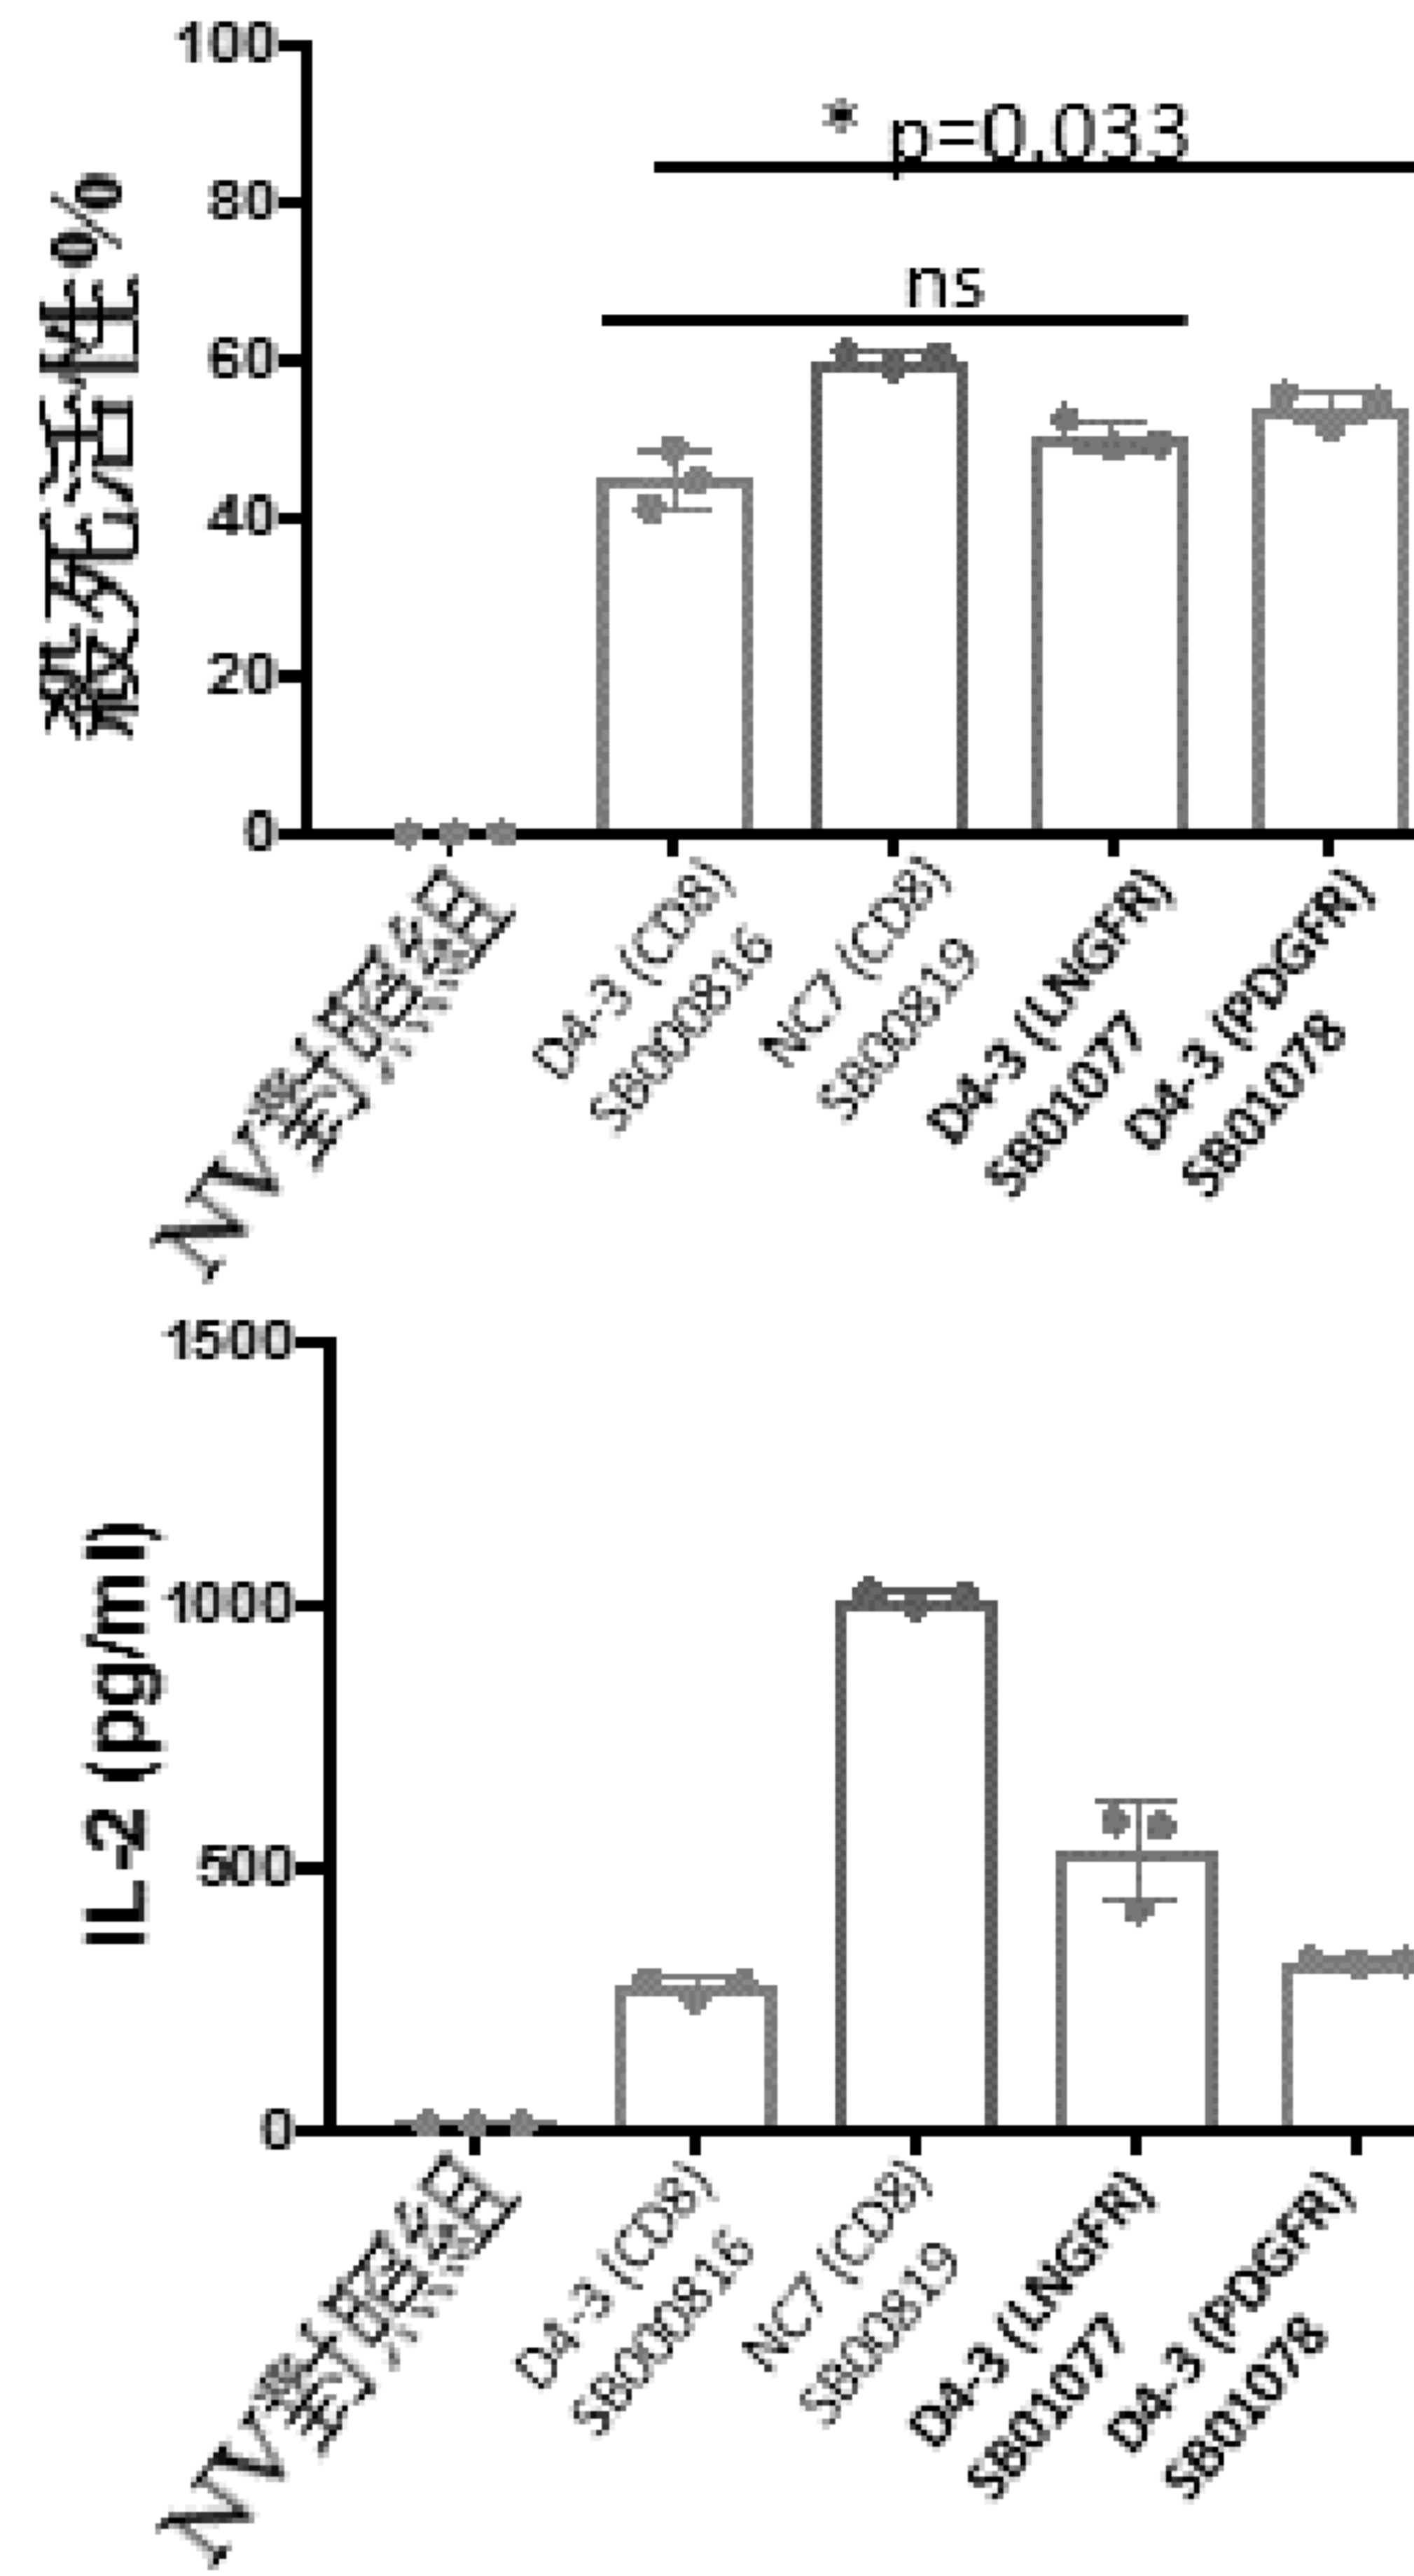 100
* p=0.033
80
ns
60
40
20
0
殺死活性%
NV對照組
D4-3 (CD8)
SB000816
NC7 (CD8)
SB00819
D4-3 (LNGFR)
SB01077
D4-3 (PDGFR)
SB01078
1500
1000
500
0
IL-2 (pg/ml)
NV對照組
D4-3 (CD8)
SB000816
NC7 (CD8)
SB00819
D4-3 (LNGFR)
SB01077
D4-3 (PDGFR)
SB01078